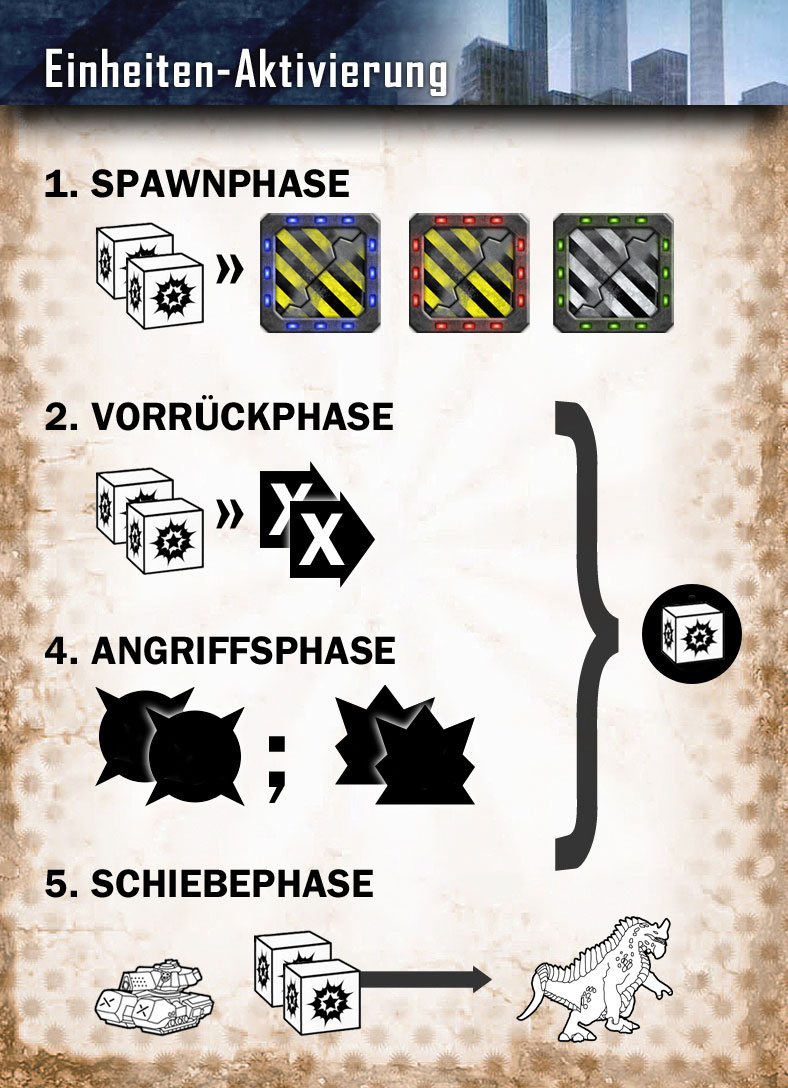 Einheiten-Aktivierung
1. SPAWNPHASE
»
2. VORRÜCKPHASE
» X X
4. ANGRIFFSPHASE
;
5. SCHIEBEPHASE